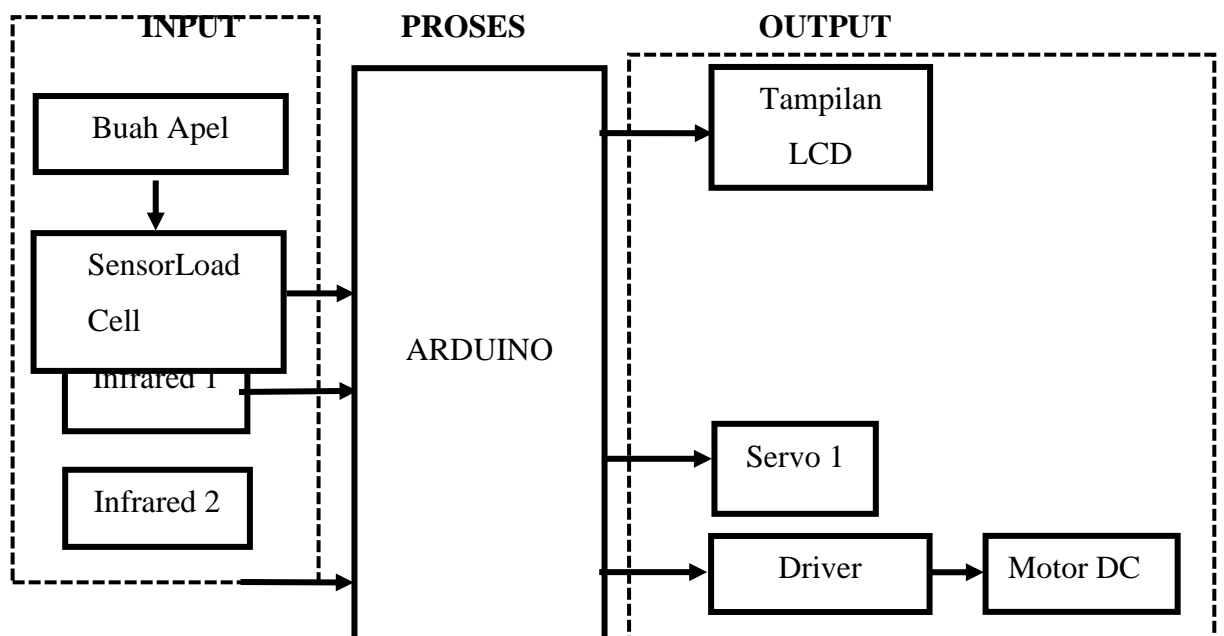 INPUT
PROSES
OUTPUT
Buah Apel
SensorLoad
Cell
Infrared 1
Infrared 2
ARDUINO
Tampilan
LCD
Servo 1
Driver
Motor DC